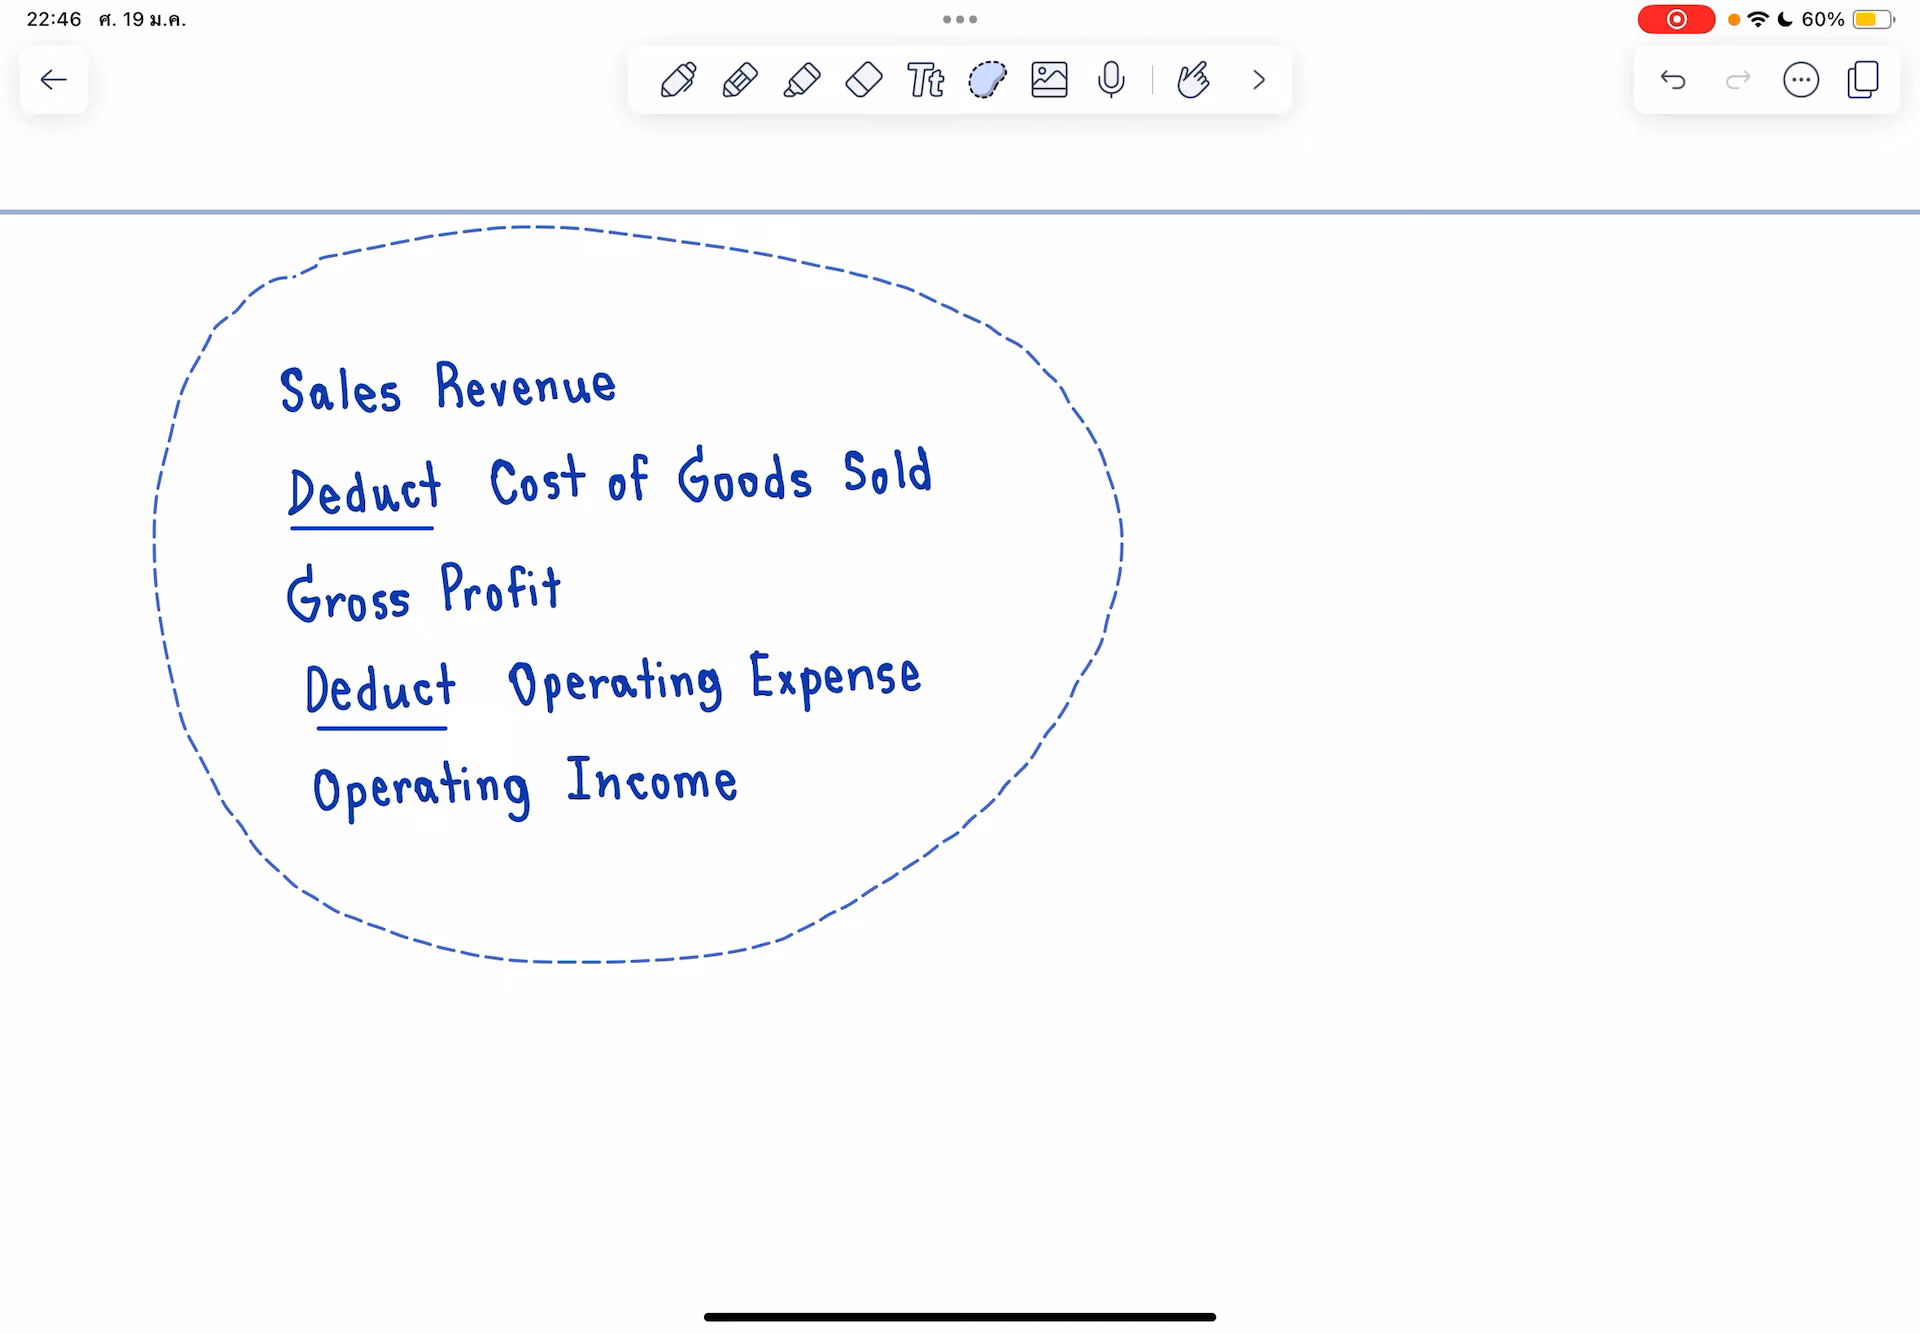 22:46 ศ. 19 ม.ค.
60%
Tt
Sales Revenue
Deduct Cost of Goods Sold
Gross Profit
Deduct Operating Expense
Operating Income